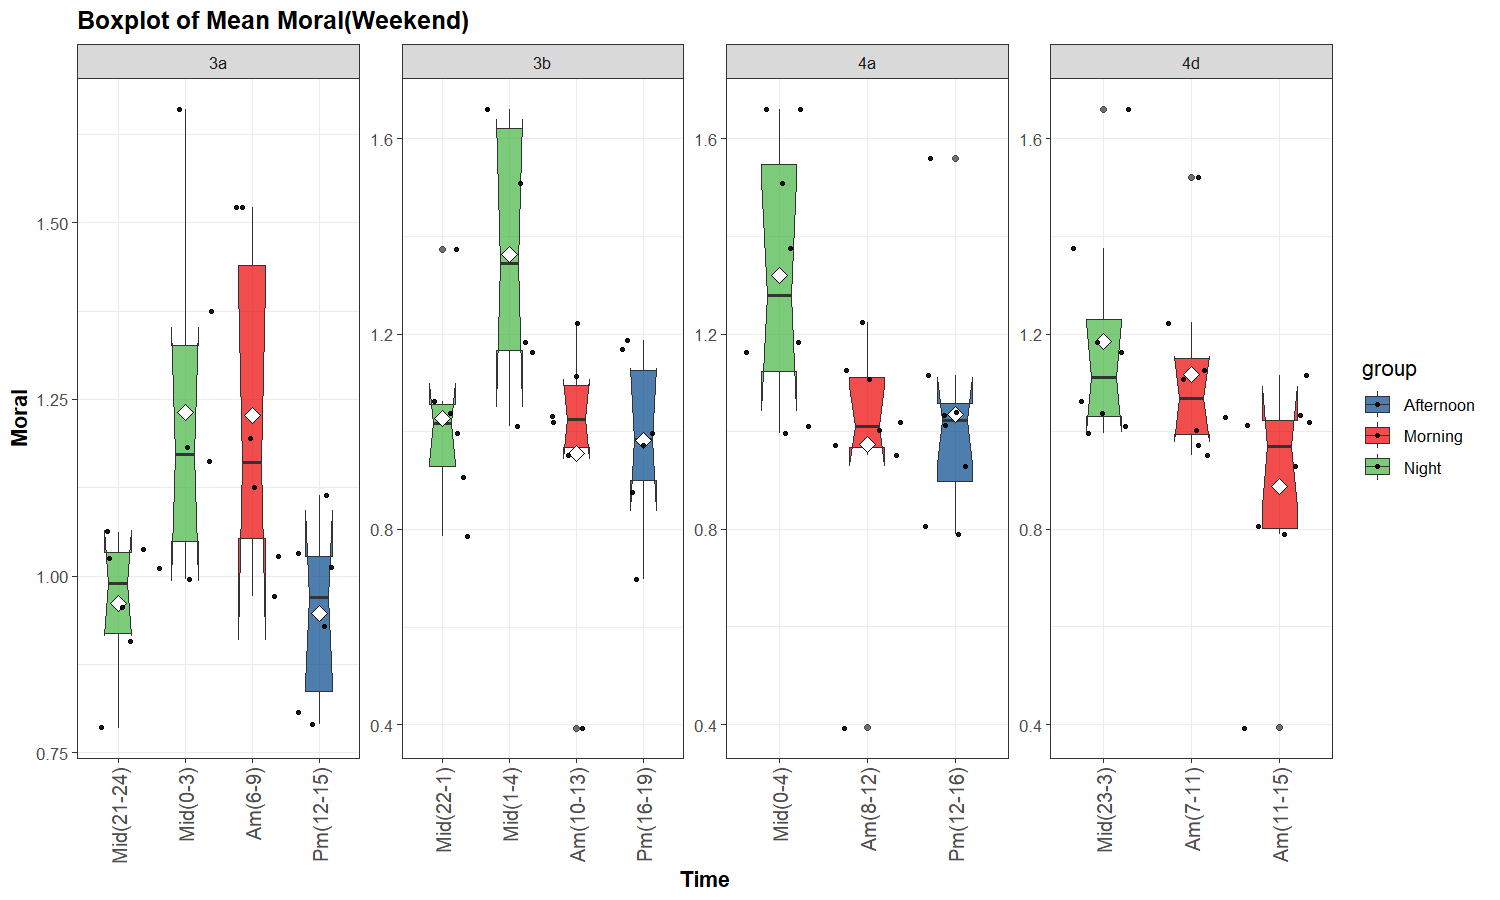 Boxplot of Mean Moral(Weekend)
3a
3b
4a
4d
Moral
1.50
1.25
1.00
0.75
1.6
1.2
0.8
0.4
1.6
1.2
0.8
0.4
1.6
1.2
0.8
0.4
Mid(21-24)
Mid(0-3)
Am(6-9)
Pm(12-15)
Mid(22-1)
Mid(1-4)
Am(10-13)
Pm(16-19)
Mid(0-4)
Am(8-12)
Pm(12-16)
Mid(23-3)
Am(7-11)
Am(11-15)
Time
group
Afternoon
Morning
Night